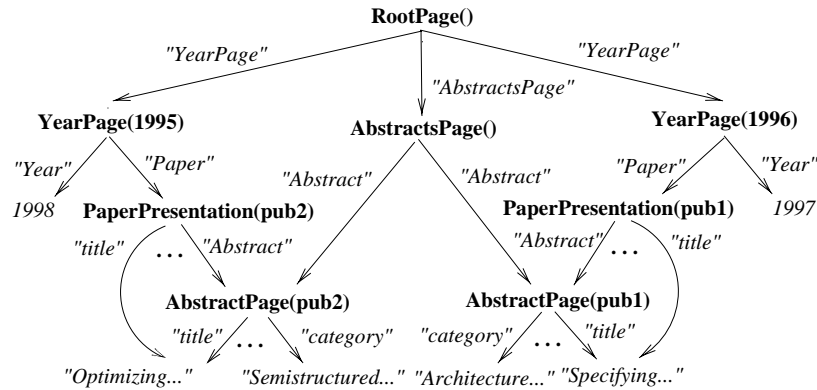 RootPage()
"YearPage" "YearPage"
"AbstractsPage"
YearPage(1995) AbstractsPage() YearPage(1996)
"Year" "Paper" "Abstract" "Abstract" "Paper" "Year"
1998 PaperPresentation(pub2) PaperPresentation(pub1) 1997
"title" ... "Abstract" "Abstract" ... "title"
AbstractPage(pub2) AbstractPage(pub1)
"title" ... "category" "category" ... "title"
"Optimizing..." "Semistructured..." "Architecture..." "Specifying..."